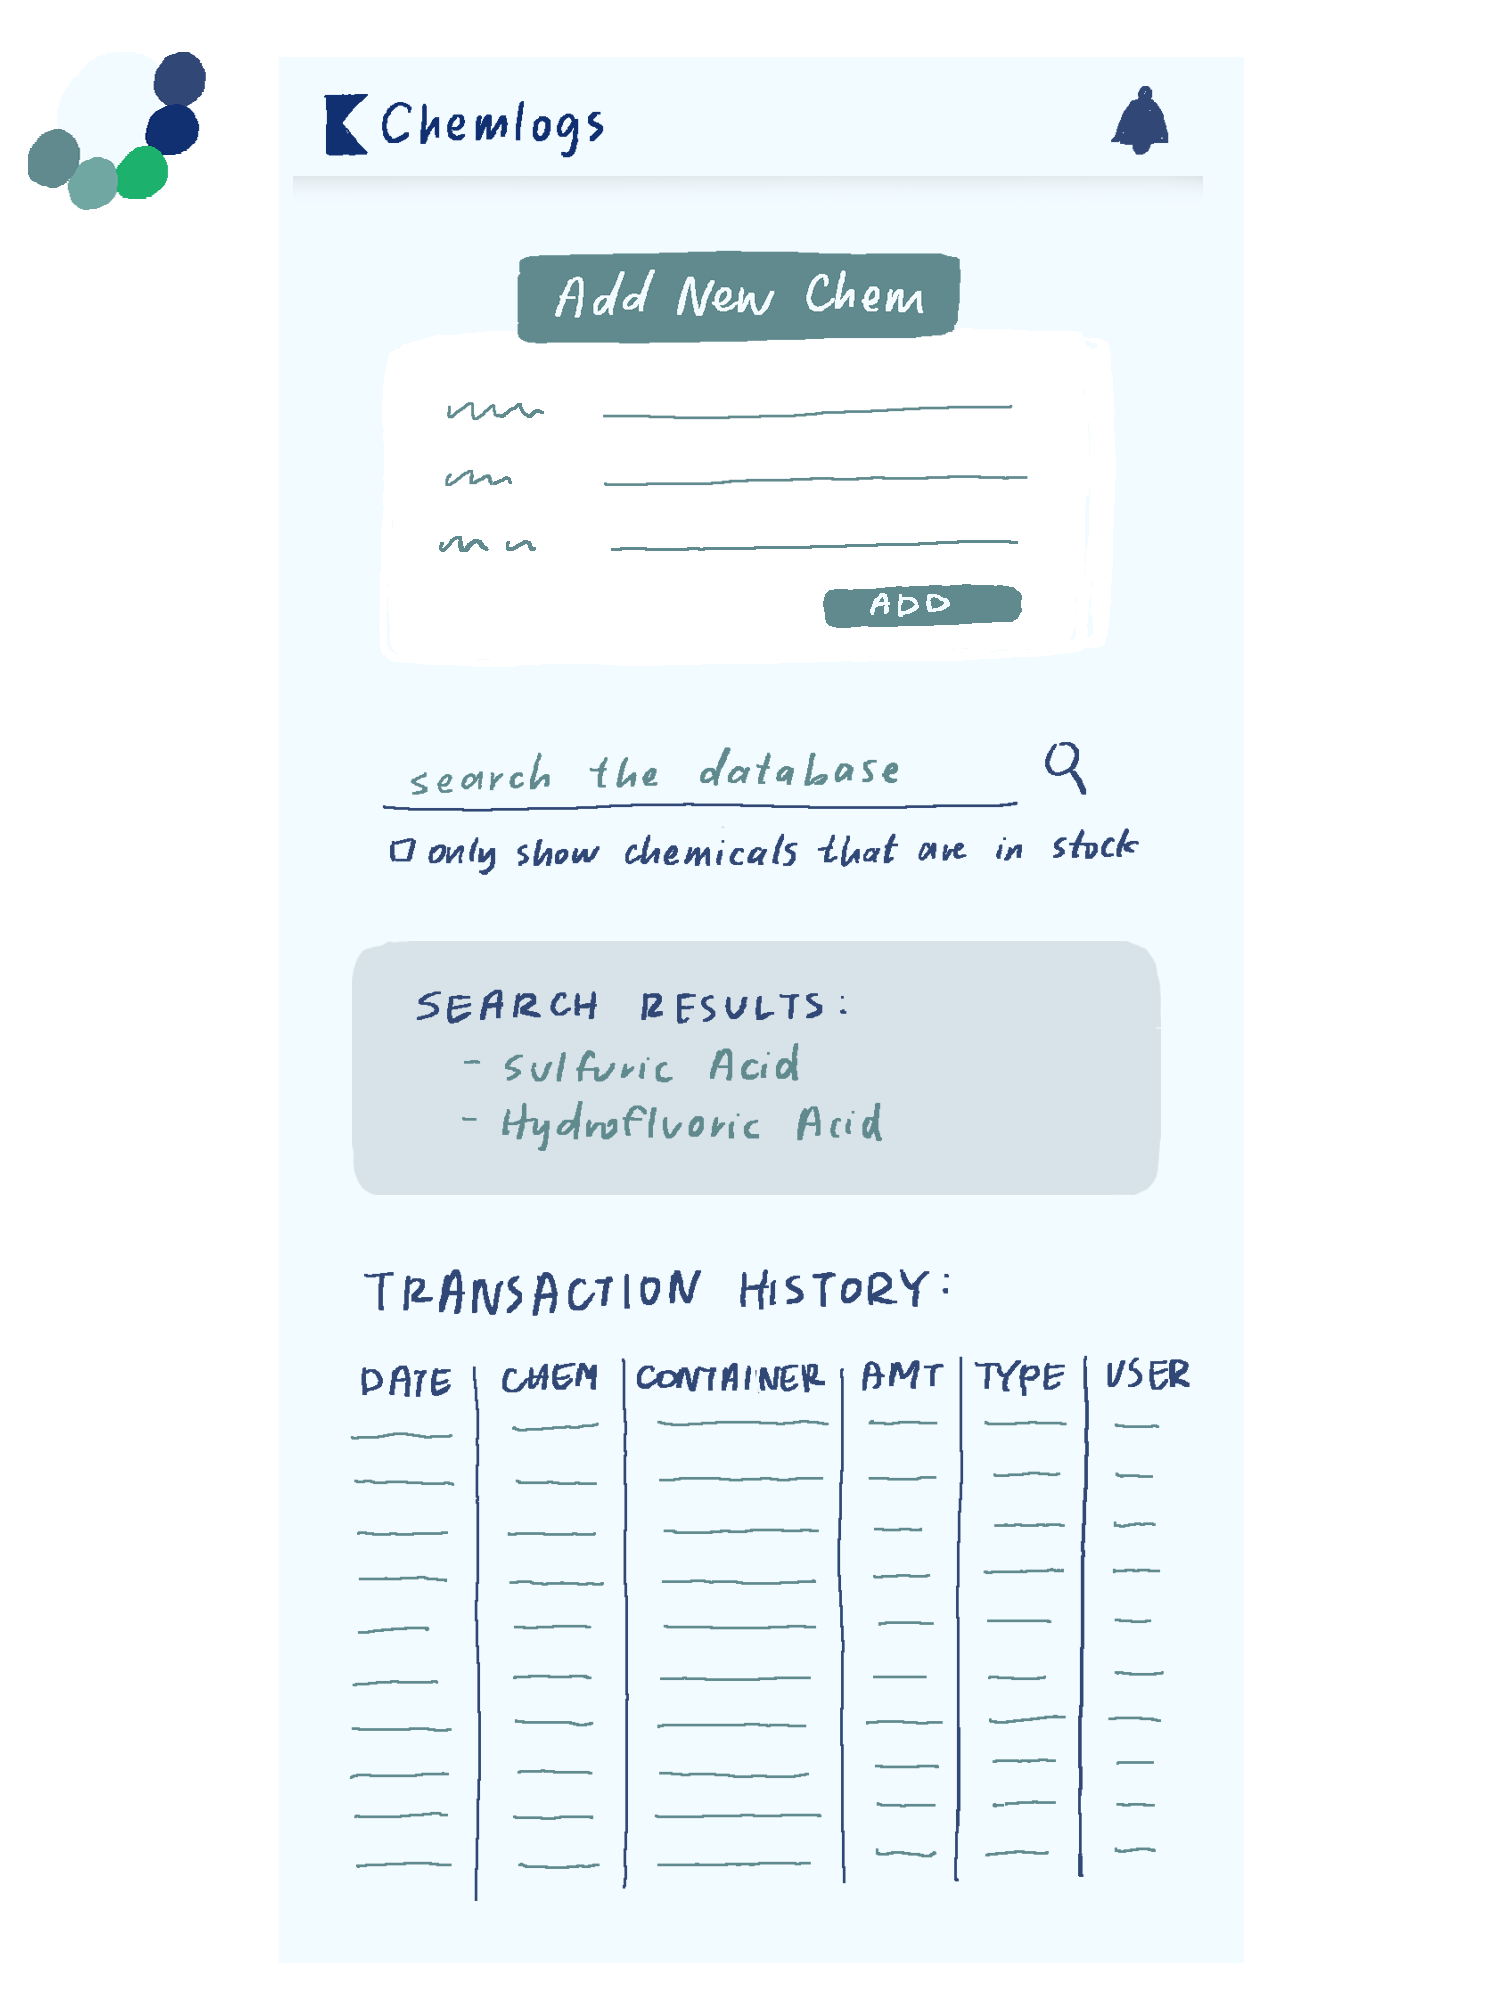 Chemlogs
Add New Chem
ADD
search the database
only show chemicals that are in stock
SEARCH RESULTS:
- Sulfuric Acid
- Hydrofluoric Acid
TRANSACTION HISTORY:
DATE CHEM CONTAINER AMT TYPE USER